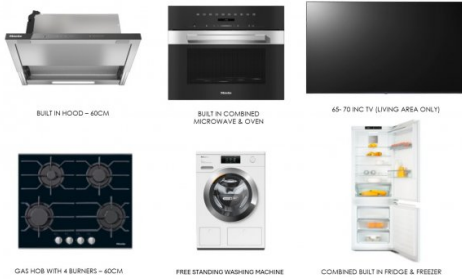 BUILT IN HOOD – 60CM
BUILT IN COMBINED
MICROWAVE & OVEN
65- 70 INC TV (LIVING AREA ONLY)
GAS HOB WITH 4 BURNERS – 60CM
FREE STANDING WASHING MACHINE
COMBINED BUILT IN FRIDGE & FREEZER